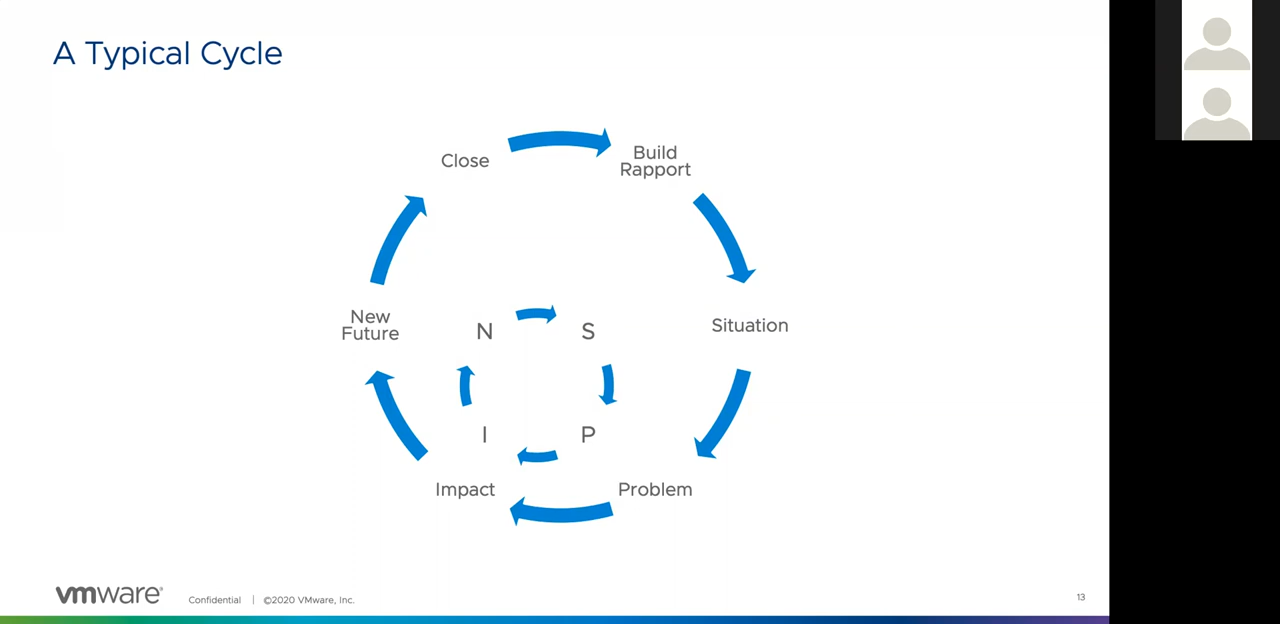 A Typical Cycle
Close
Build
Rapport
New
Future
N
S
Situation
I
P
Impact
Problem
vmware®
Confidential | ©2020 VMware, Inc.
13